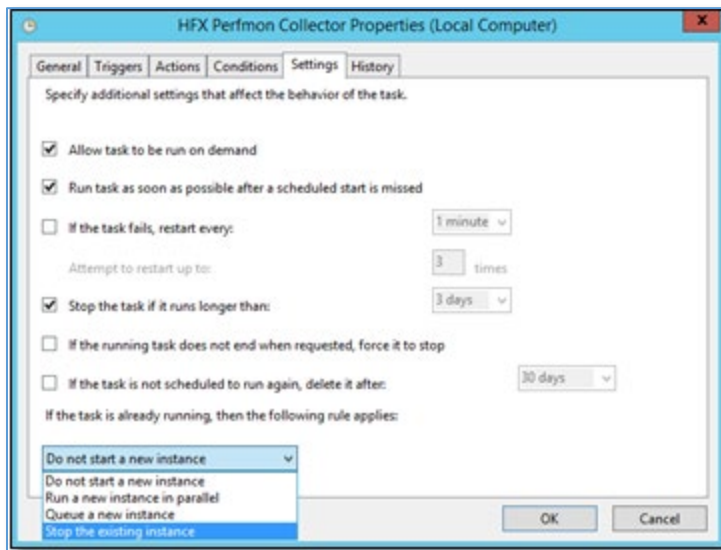 HFX Perfmon Collector Properties (Local Computer)
x
General Triggers Actions Conditions Settings History
Specify additional settings that affect the behavior of the task.
Allow task to be run on demand
Run task as soon as possible after a scheduled start is missed
If the task fails, restart every: 1 minute
Attempt to restart up to: 3 times
Stop the task if it runs longer than: 3 days
If the running task does not end when requested, force it to stop
If the task is not scheduled to run again, delete it after: 30 days
If the task is already running, then the following rule applies:
Do not start a new instance
Do not start a new instance
Run a new instance in parallel
Queue a new instance
Stop the existing instance
OK Cancel